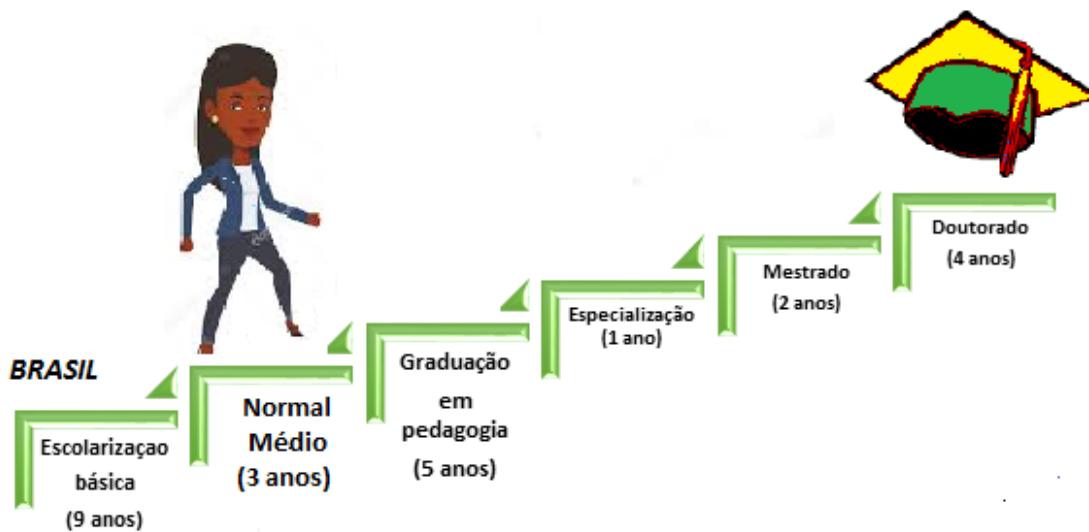 BRASIL
Escolarizaçao
básica
(9 anos)
Normal
Médio
(3 anos)
Graduação
em
pedagogia
(5 anos)
Especialização
(1 ano)
Mestrado
(2 anos)
Doutorado
(4 anos)